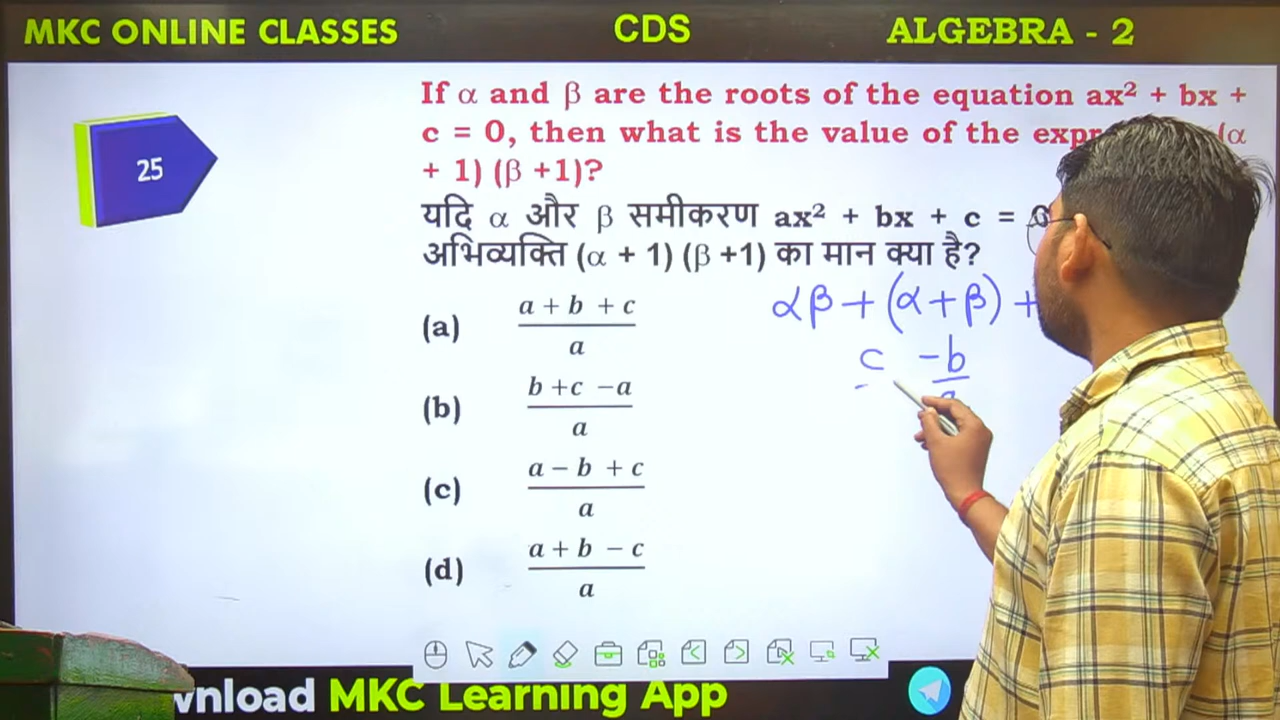 MKC ONLINE CLASSES CDS ALGEBRA - 2
25
If α and β are the roots of the equation ax² + bx +
c = 0, then what is the value of the (α
+ 1) (β +1)?
यदि α और β समीकरण ax² + bx + c = 0
अभिव्यक्ति (α + 1) (β +1) का मान क्या है?
αβ + (α + β) +
c -b
a
(a) a + b + c
a
(b) b + c - a
a
(c) a - b + c
a
(d) a + b - c
a
MKC Learning App